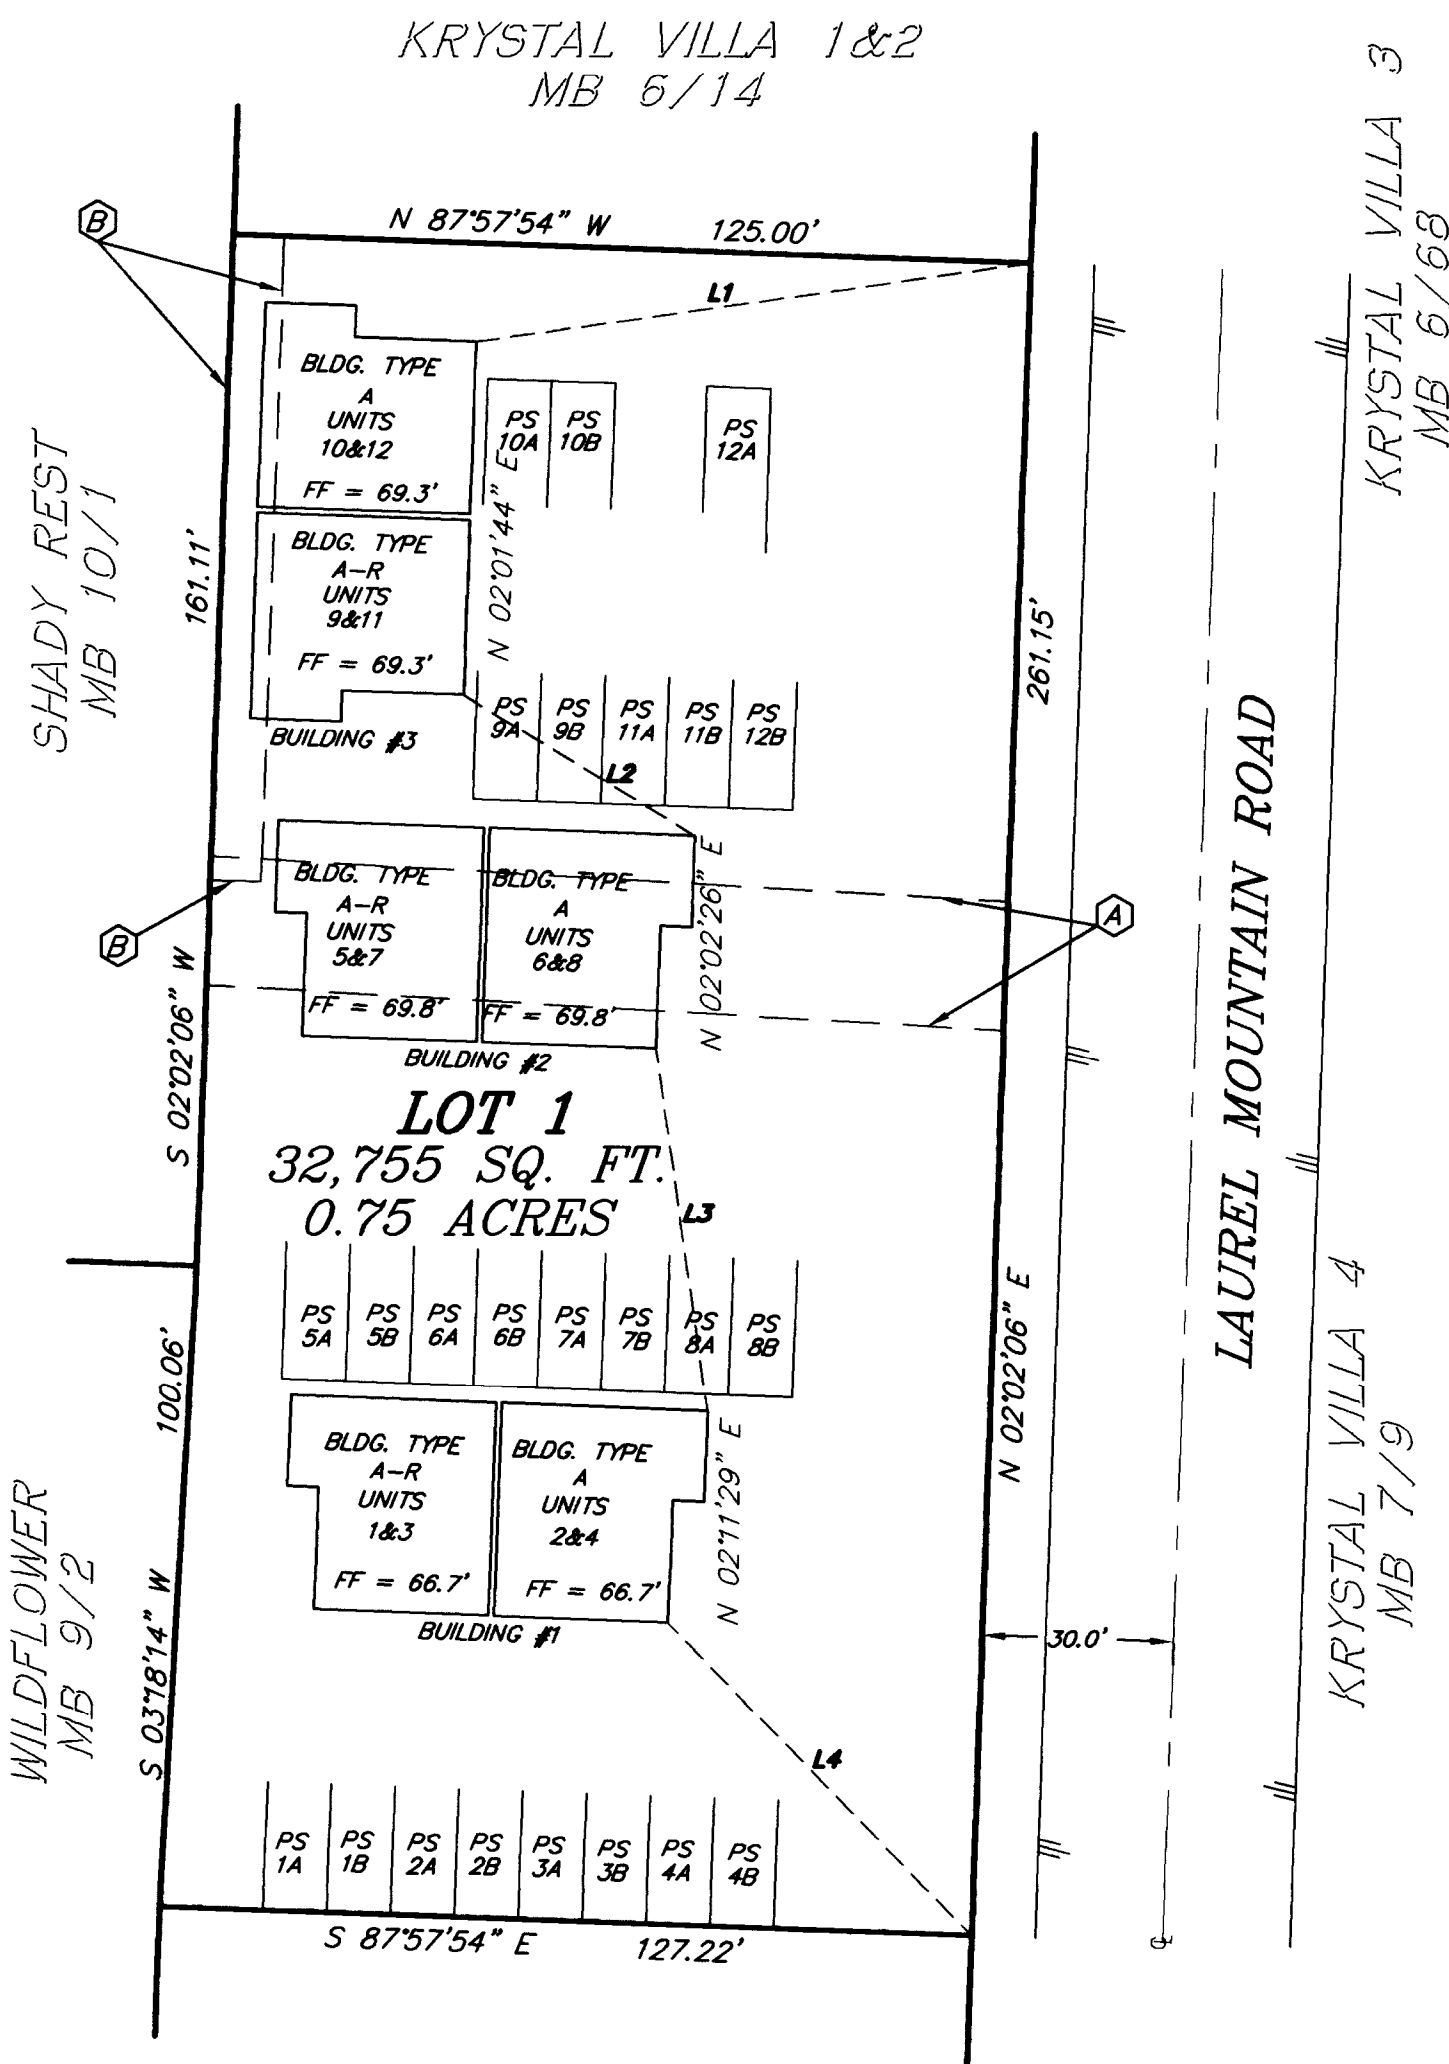 KRYSTAL VILLA 1&2
MB 6/14
KRYSTAL VILLA 3
MB 6/68
B
N 87°57'54" W 125.00'
L1
BLDG. TYPE
A
UNITS
10&12
FF = 69.3'
PS
10A
PS
10B
PS
12A
N 02°01'44" E
SHADY REST
MB 10/1
161.11'
BLDG. TYPE
A-R
UNITS
9&11
FF = 69.3'
BUILDING #3
PS
9A
PS
9B
PS
11A
PS
11B
PS
12B
L2
261.15'
LAUREL MOUNTAIN ROAD
BLDG. TYPE
A-R
UNITS
5&7
FF = 69.8'
BLDG. TYPE
A
UNITS
6&8
FF = 69.8'
BUILDING #2
N 02°02'26" E
A
B
S 02°02'06" W
LOT 1
32,755 SQ. FT.
0.75 ACRES
L3
PS
5A
PS
5B
PS
6A
PS
6B
PS
7A
PS
7B
PS
8A
PS
8B
100.06'
N 02°02'06" E
KRYSTAL VILLA 4
MB 7/9
BLDG. TYPE
A-R
UNITS
1&3
FF = 66.7'
BLDG. TYPE
A
UNITS
2&4
FF = 66.7'
BUILDING #1
N 02°11'29" E
WILDFLOWER
MB 9/2
S 03°18'14" W
30.0'
L4
PS
1A
PS
1B
PS
2A
PS
2B
PS
3A
PS
3B
PS
4A
PS
4B
S 87°57'54" E 127.22'
℄